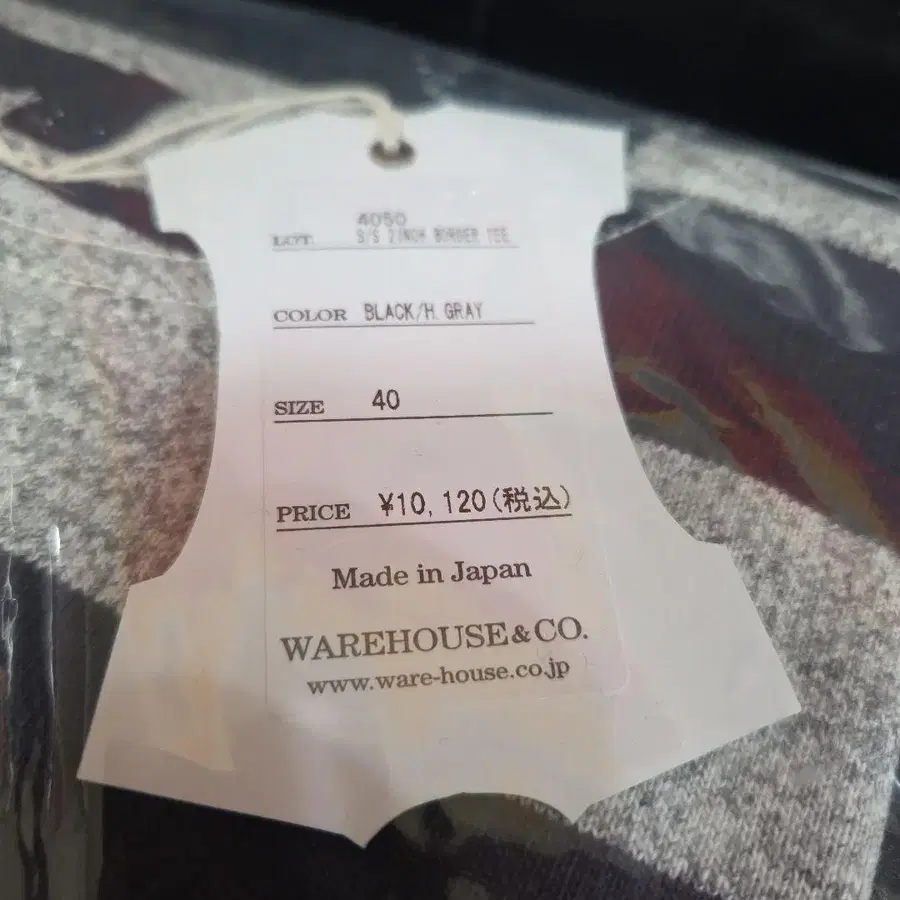 4050
LOT. S/S 2INCH BORDER TEE
COLOR BLACK/H.GRAY
SIZE 40
PRICE ¥10,120(税込)
Made in Japan
WAREHOUSE & CO.
www.ware-house.co.jp